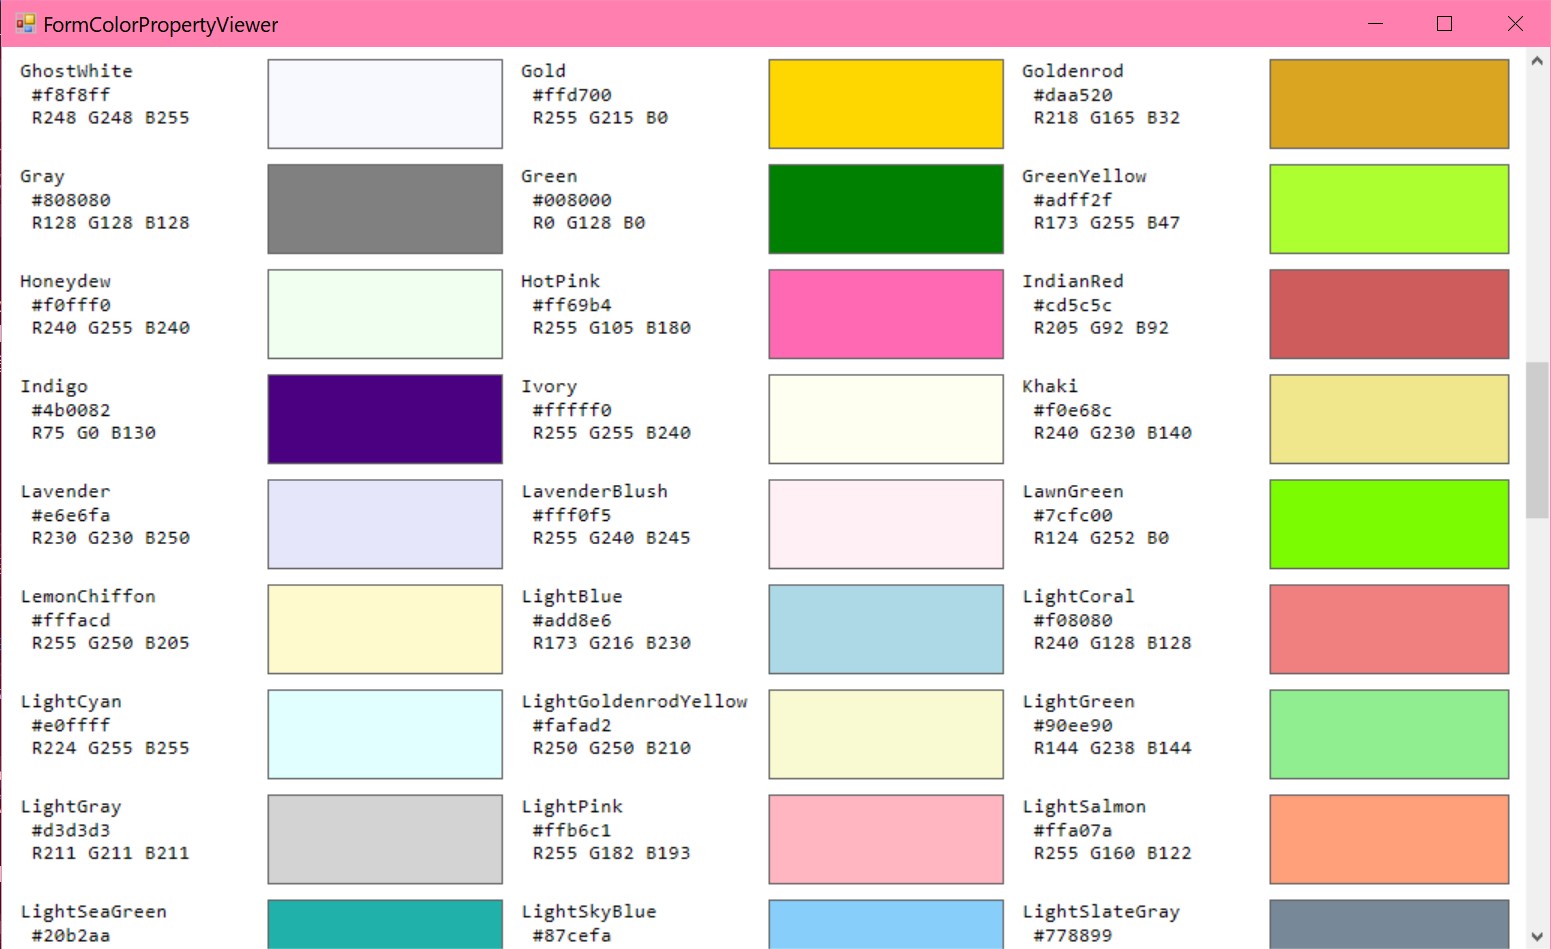 FormColorPropertyViewer
GhostWhite
#f8f8ff
R248 G248 B255
Gold
#ffd700
R255 G215 B0
Goldenrod
#daa520
R218 G165 B32
Gray
#808080
R128 G128 B128
Green
#008000
R0 G128 B0
GreenYellow
#adff2f
R173 G255 B47
Honeydew
#f0fff0
R240 G255 B240
HotPink
#ff69b4
R255 G105 B180
IndianRed
#cd5c5c
R205 G92 B92
Indigo
#4b0082
R75 G0 B130
Ivory
#fffff0
R255 G255 B240
Khaki
#f0e68c
R240 G230 B140
Lavender
#e6e6fa
R230 G230 B250
LavenderBlush
#fff0f5
R255 G240 B245
LawnGreen
#7cfc00
R124 G252 B0
LemonChiffon
#fffacd
R255 G250 B205
LightBlue
#add8e6
R173 G216 B230
LightCoral
#f08080
R240 G128 B128
LightCyan
#e0ffff
R224 G255 B255
LightGoldenrodYellow
#fafad2
R250 G250 B210
LightGreen
#90ee90
R144 G238 B144
LightGray
#d3d3d3
R211 G211 B211
LightPink
#ffb6c1
R255 G182 B193
LightSalmon
#ffa07a
R255 G160 B122
LightSeaGreen
#20b2aa
LightSkyBlue
#87cefa
LightSlateGray
#778899